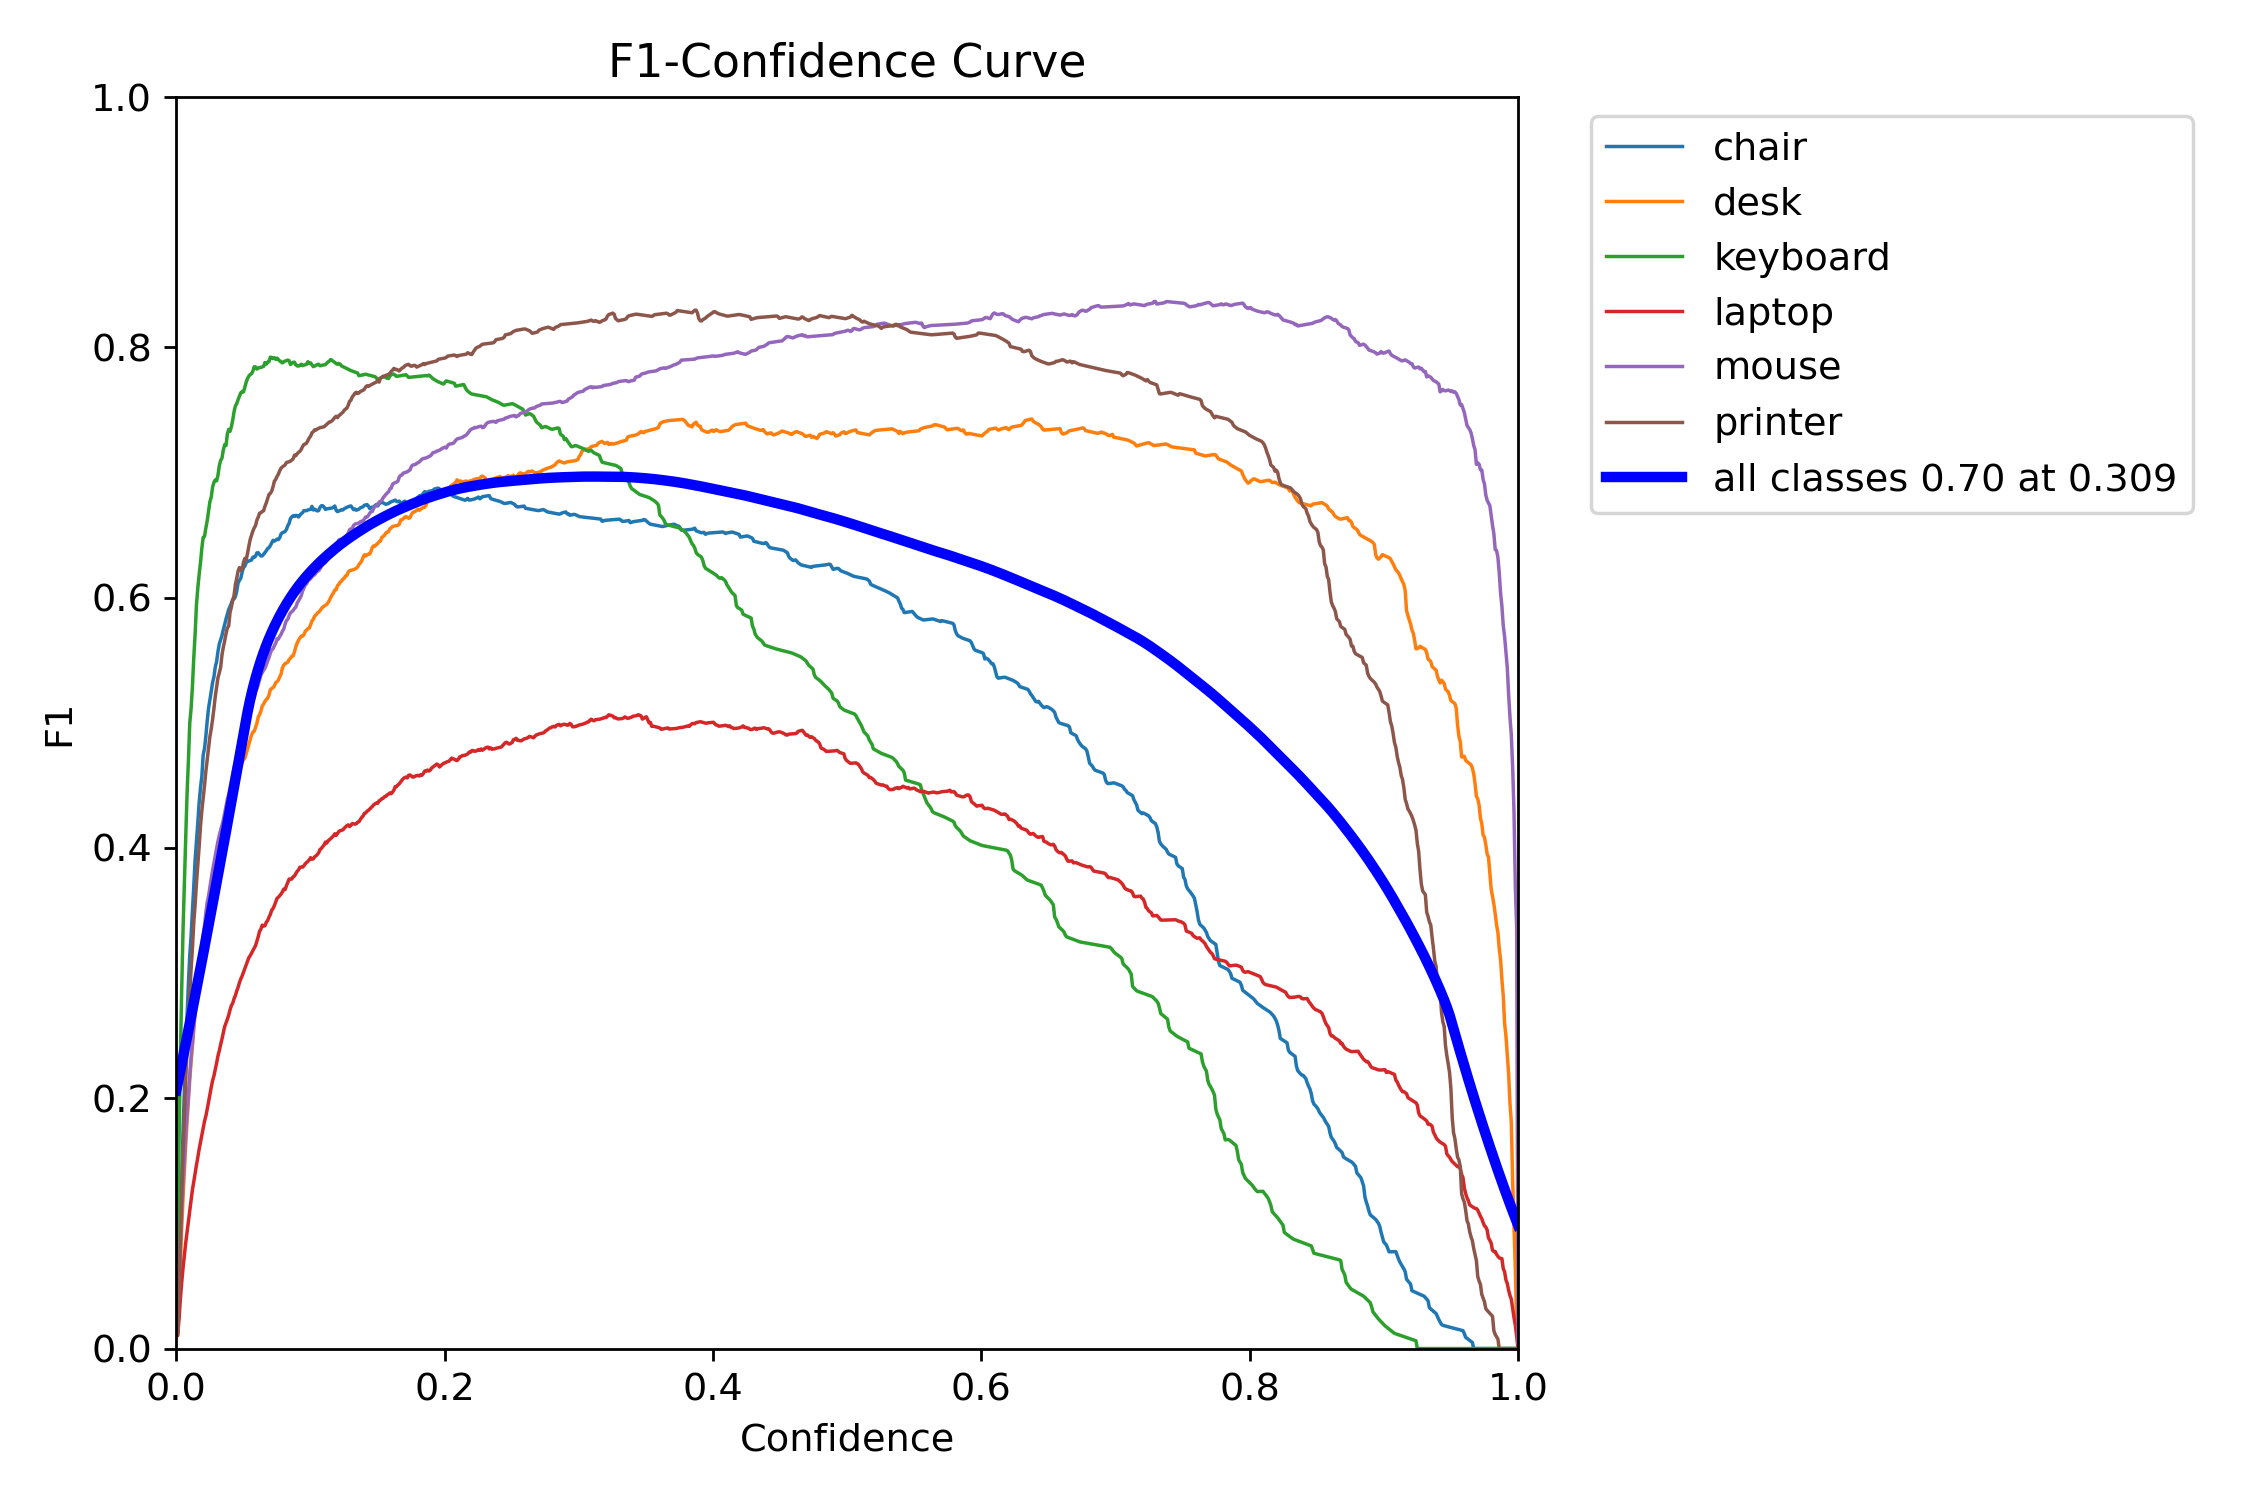 F1-Confidence Curve
1.0
0.8
0.6
0.4
0.2
0.0
F1
0.0 0.2 0.4 0.6 0.8 1.0
Confidence
chair
desk
keyboard
laptop
mouse
printer
all classes 0.70 at 0.309